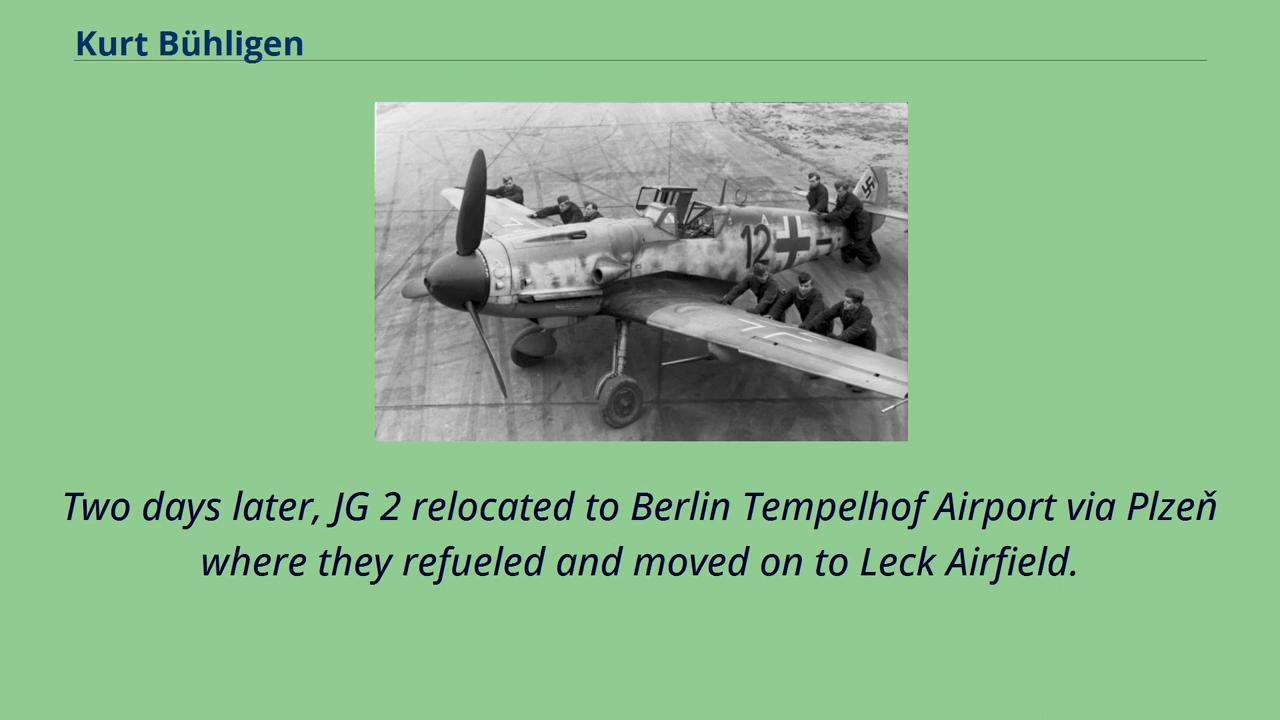 Kurt Bühligen
12
Two days later, JG 2 relocated to Berlin Tempelhof Airport via Plzeň
where they refueled and moved on to Leck Airfield.